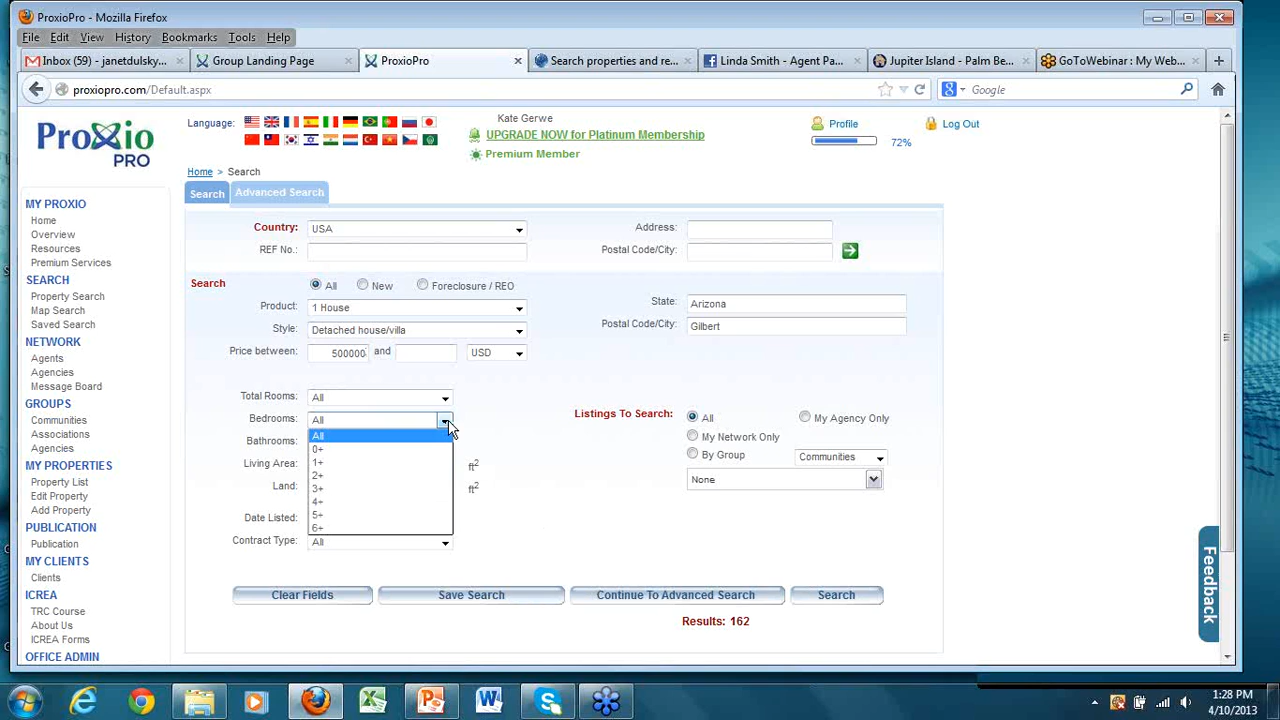 ProxioPro - Mozilla Firefox
File Edit View History Bookmarks Tools Help
Inbox (59) - janetdulsky...
Group Landing Page
ProxioPro
Search properties and re...
Linda Smith - Agent Pa...
Jupiter Island - Palm Be...
GoToWebinar : My Web...
proxiopro.com/Default.aspx
Google
Proxio PRO
Language:
Kate Gerwe
UPGRADE NOW for Platinum Membership
Premium Member
Profile
72%
Log Out
Home > Search
Search
Advanced Search
MY PROXIO
Home
Overview
Resources
Premium Services
SEARCH
Property Search
Map Search
Saved Search
NETWORK
Agents
Agencies
Message Board
GROUPS
Communities
Associations
Agencies
MY PROPERTIES
Property List
Edit Property
Add Property
PUBLICATION
Publication
MY CLIENTS
Clients
ICREA
TRC Course
About Us
ICREA Forms
OFFICE ADMIN
Country: USA
REF No.:
Address:
Postal Code/City:
Search
All New Foreclosure / REO
Product: 1 House
Style: Detached house/villa
Price between: 500000 and USD
State: Arizona
Postal Code/City: Gilbert
Total Rooms: All
Bedrooms: All
All
0+
1+
2+
3+
4+
5+
6+
Bathrooms:
Living Area: ft2
Land: ft2
Date Listed:
Contract Type: All
Listings To Search: All My Agency Only
My Network Only
By Group Communities
None
Clear Fields
Save Search
Continue To Advanced Search
Search
Results: 162
Feedback
1:28 PM
4/10/2013